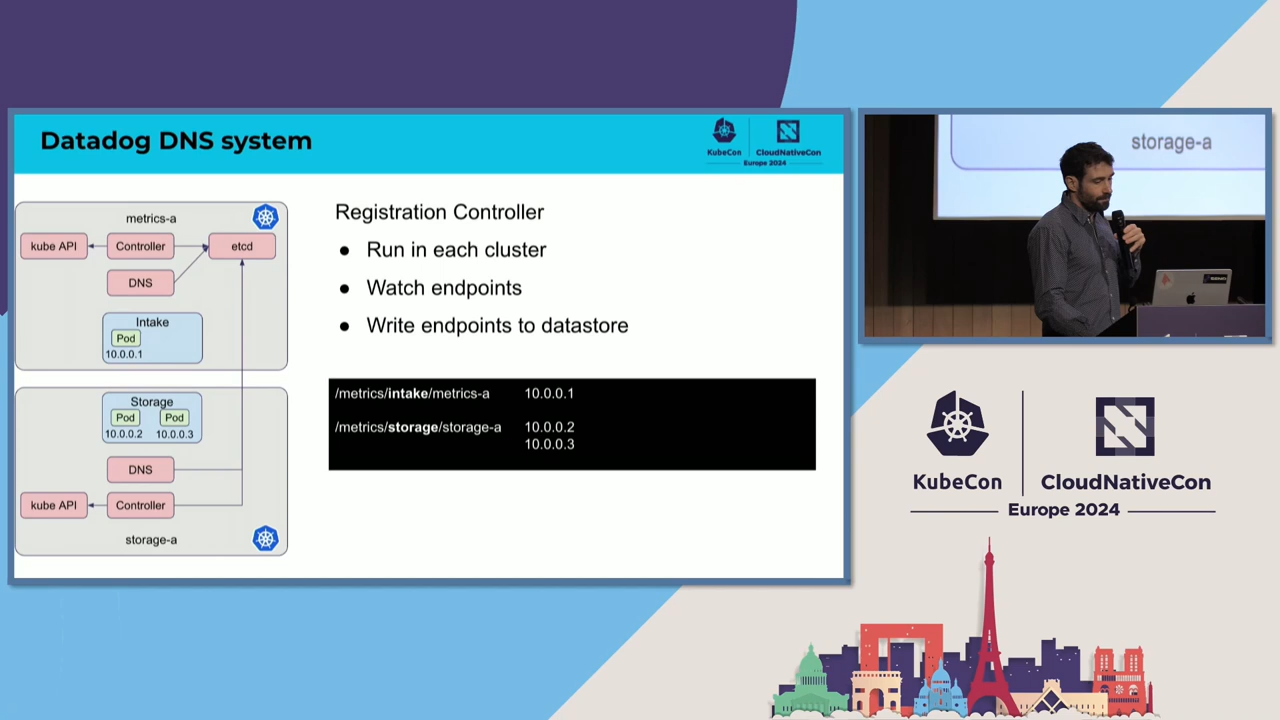 Datadog DNS system
KubeCon
CloudNativeCon
Europe 2024
metrics-a
kube API
Controller
etcd
DNS
Intake
Pod
10.0.0.1
Storage
Pod
Pod
10.0.0.2
10.0.0.3
DNS
kube API
Controller
storage-a
Registration Controller
● Run in each cluster
● Watch endpoints
● Write endpoints to datastore
/metrics/intake/metrics-a 10.0.0.1
/metrics/storage/storage-a 10.0.0.2
10.0.0.3
storage-a
KubeCon
CloudNativeCon
Europe 2024